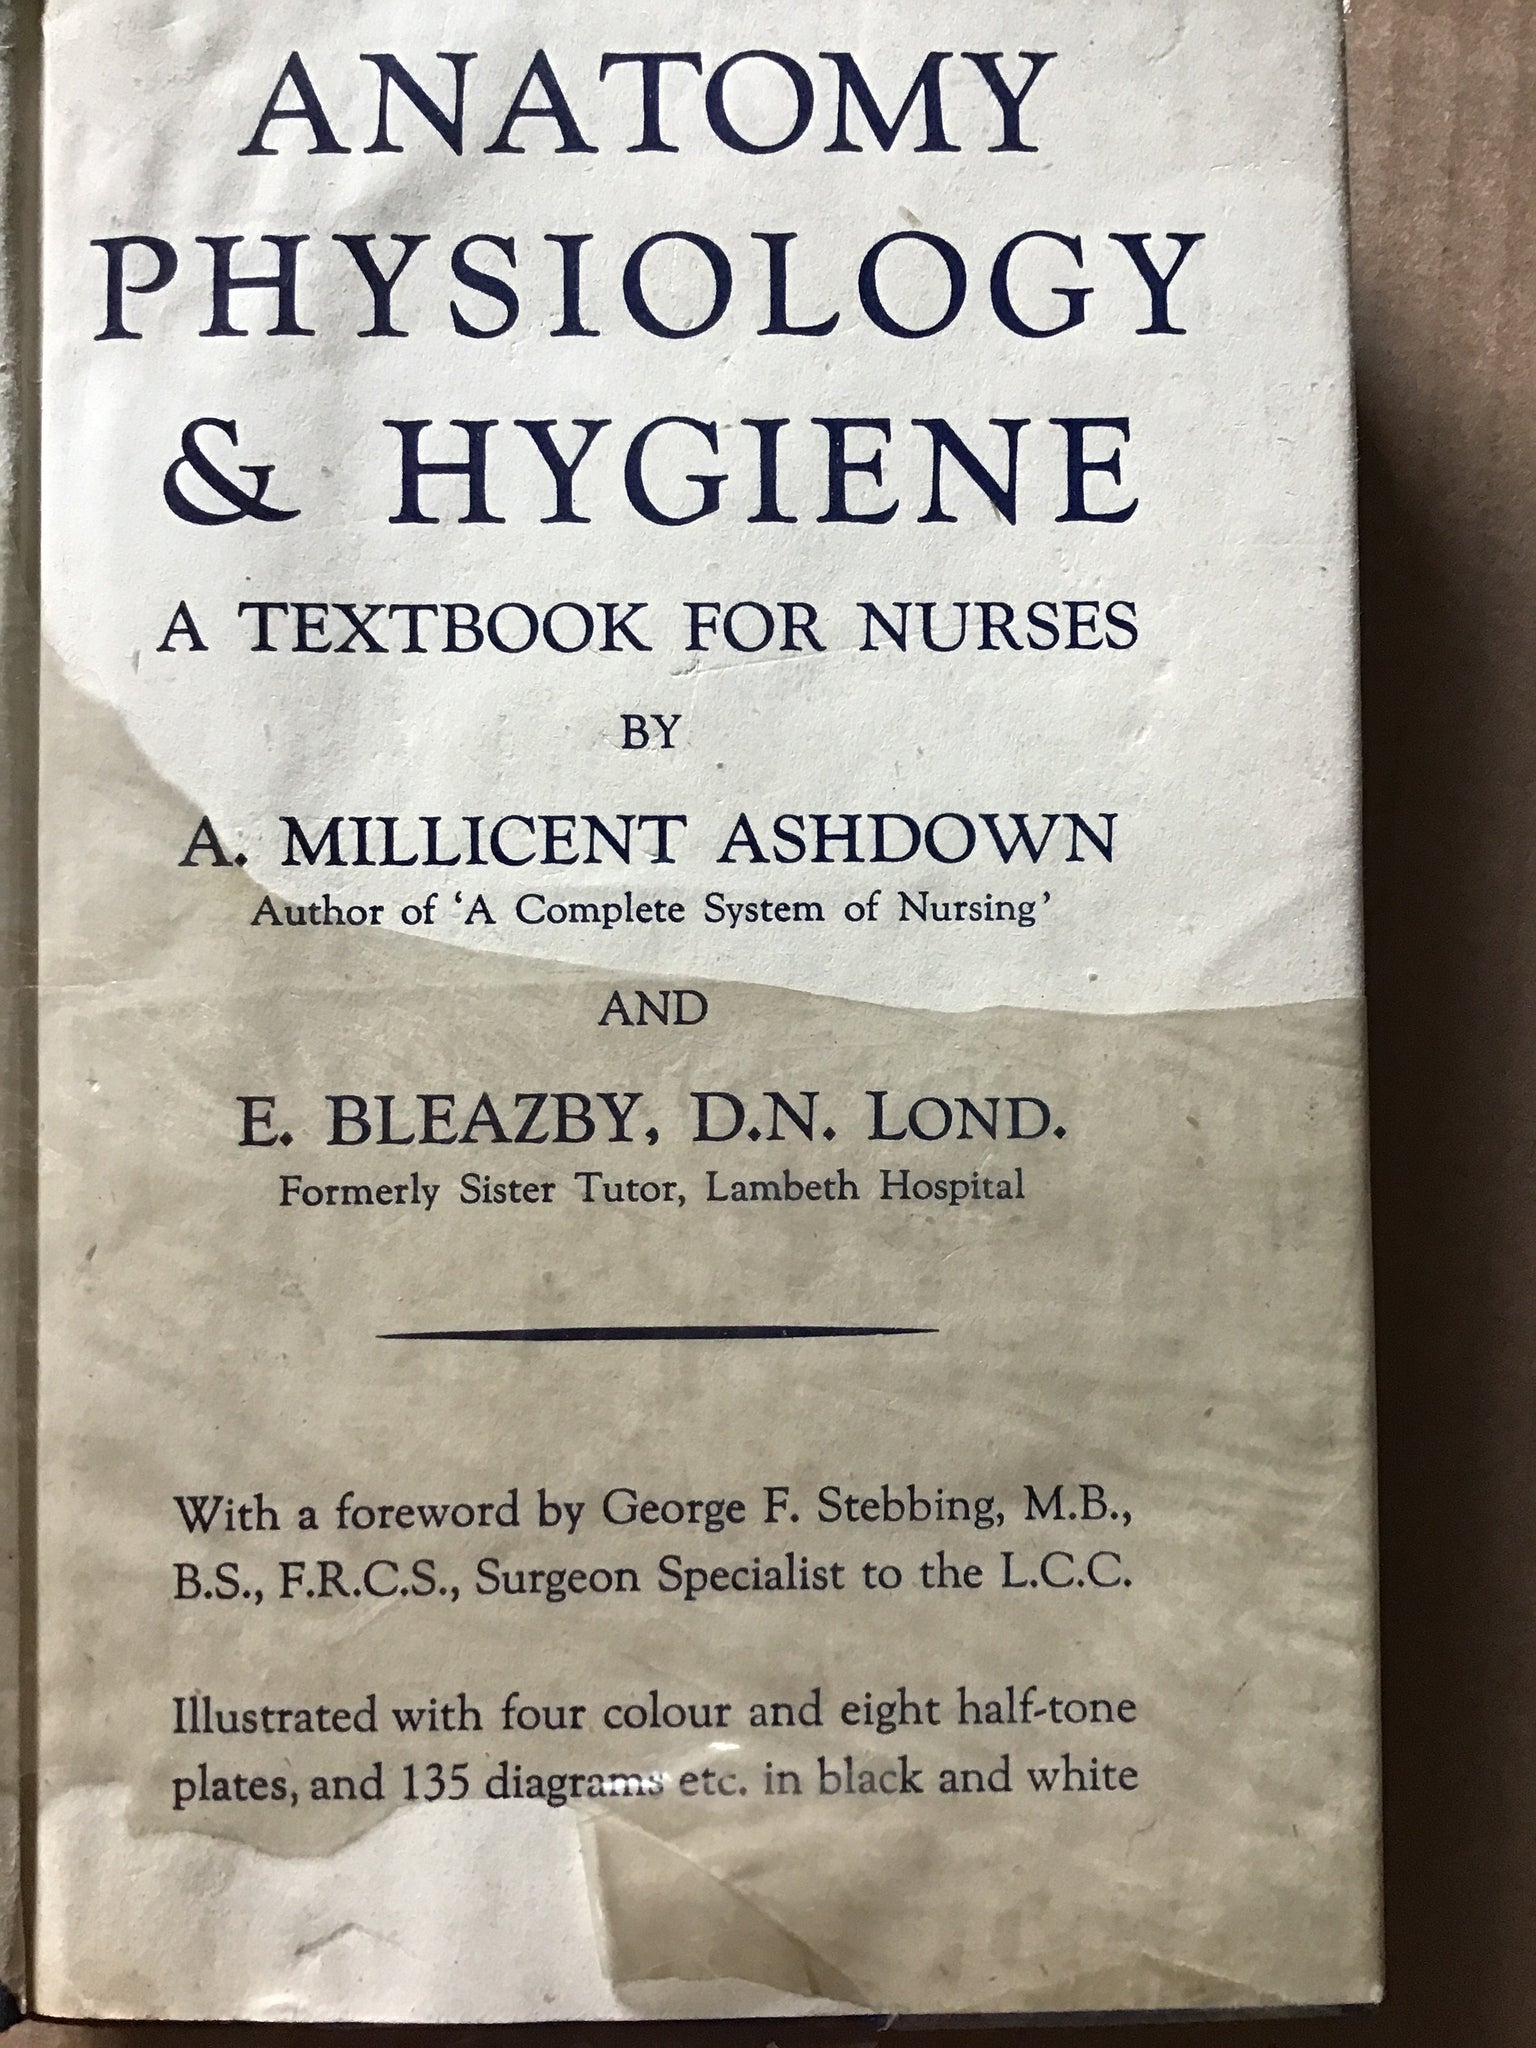 ANATOMY
PHYSIOLOGY
& HYGIENE
A TEXTBOOK FOR NURSES
BY
A. MILLICENT ASHDOWN
Author of ‘A Complete System of Nursing’
AND
E. BLEAZBY, D.N. LOND.
Formerly Sister Tutor, Lambeth Hospital
With a foreword by George F. Stebbing, M.B.,
B.S., F.R.C.S., Surgeon Specialist to the L.C.C.
Illustrated with four colour and eight half-tone
plates, and 135 diagrams etc. in black and white